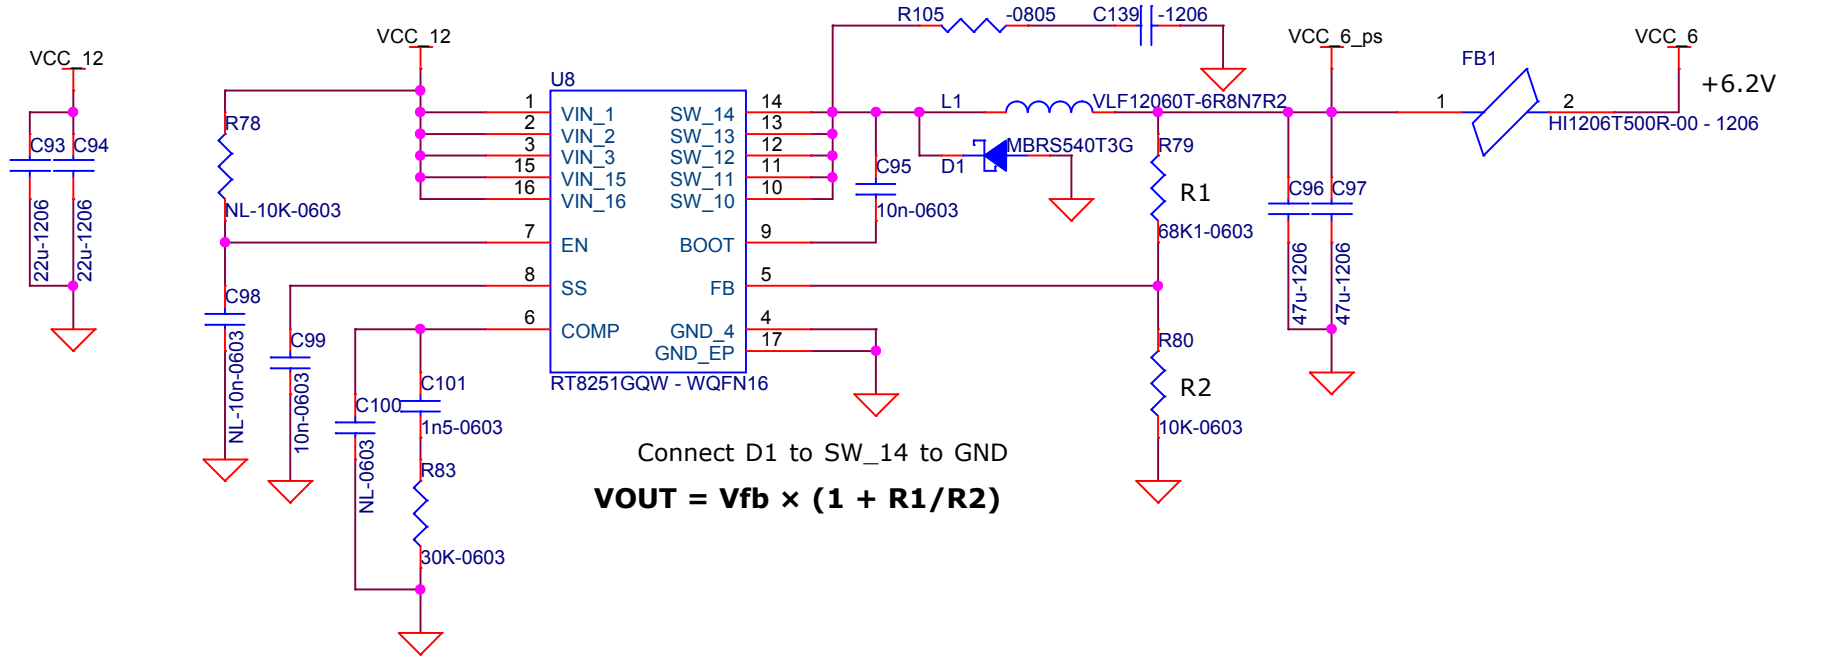 R105
-0805
C139
-1206
VCC_12
VCC_12
VCC_6_ps
VCC_6
FB1
+6.2V
U8
1
VIN_1
SW_14
14
L1
VLF12060T-6R8N7R2
1
2
HI1206T500R-00 - 1206
2
VIN_2
SW_13
13
3
VIN_3
SW_12
12
15
VIN_15
SW_11
11
16
VIN_16
SW_10
10
R78
NL-10K-0603
C93
C94
22u-1206
22u-1206
MBRS540T3G
D1
C95
10n-0603
R79
R1
68K1-0603
C96
C97
47u-1206
47u-1206
7
EN
BOOT
9
8
SS
FB
5
6
COMP
GND_4
4
GND_EP
17
RT8251GQW - WQFN16
C98
NL-10n-0603
C99
10n-0603
C100
NL-0603
C101
1n5-0603
R83
30K-0603
R80
R2
10K-0603
Connect D1 to SW_14 to GND
VOUT = Vfb × (1 + R1/R2)